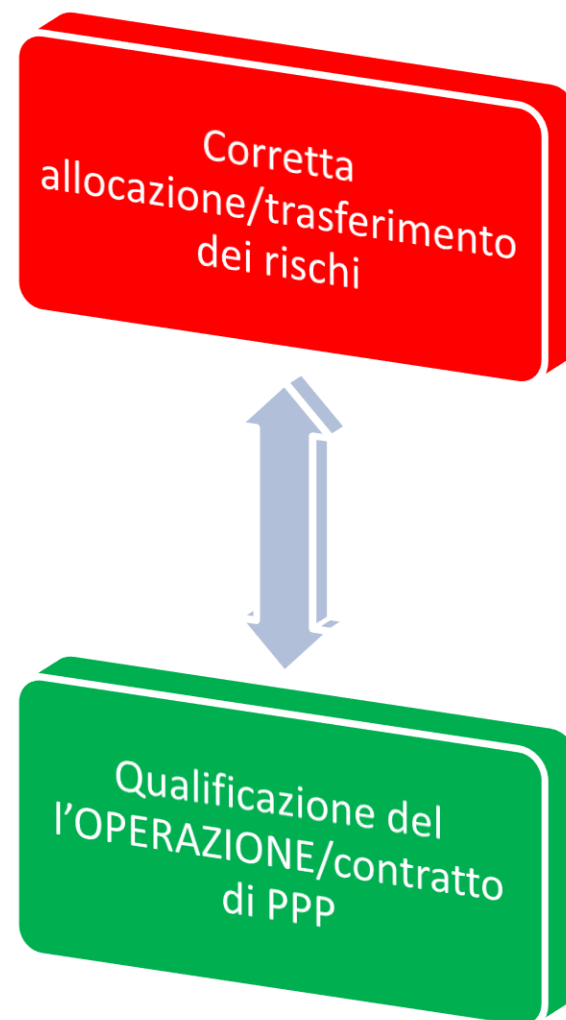 Corretta
allocazione/trasferimento
dei rischi
Qualificazione del
l’OPERAZIONE/contratto
di PPP